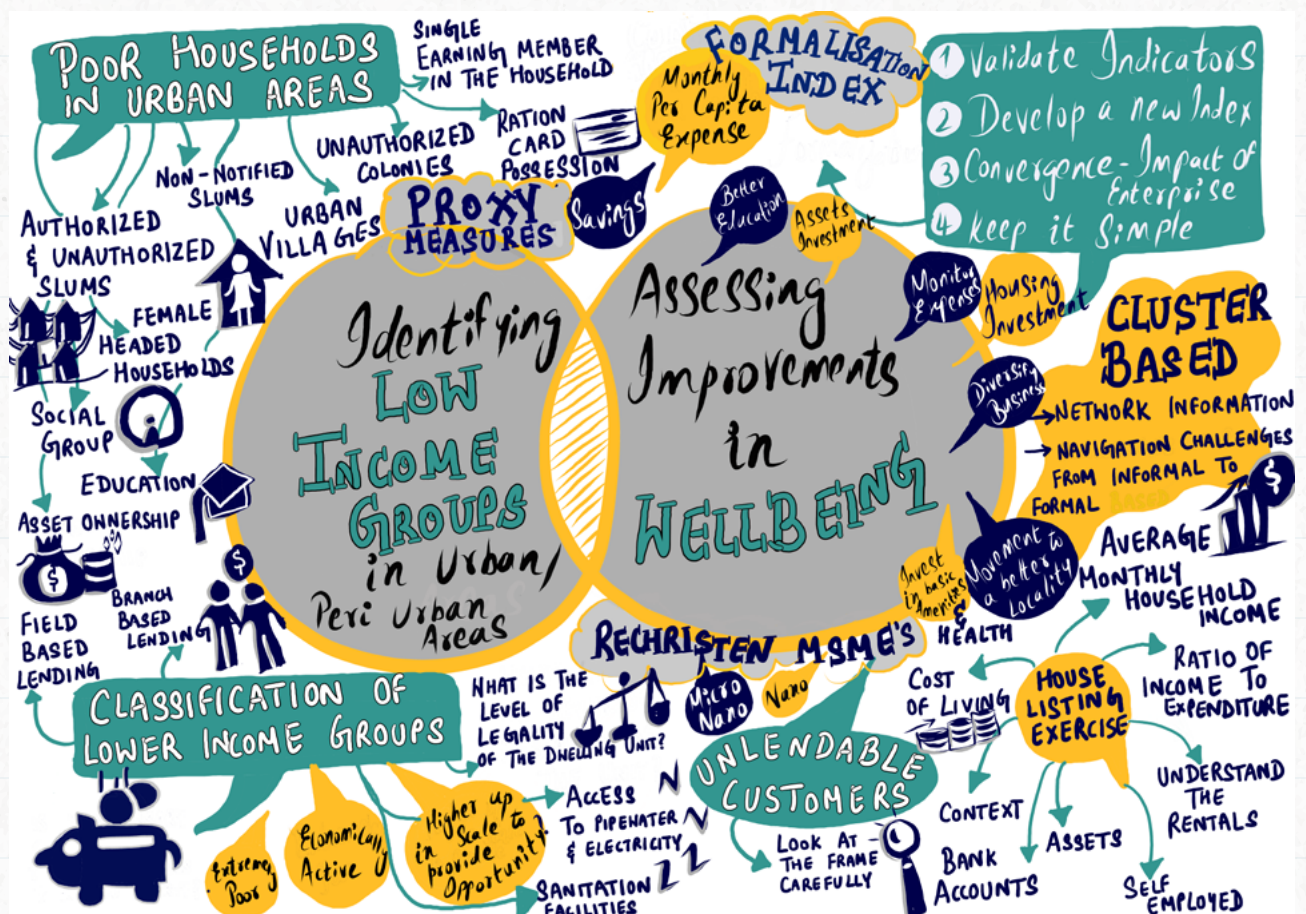 POOR HOUSEHOLDS
IN URBAN AREAS
SINGLE
EARNING MEMBER
IN THE HOUSEHOLD
RATION
CARD
POSSESSION
UNAUTHORIZED
COLONIES
NON-NOTIFIED
SLUMS
URBAN
VILLAGES
AUTHORIZED
& UNAUTHORIZED
SLUMS
FEMALE
HEADED
HOUSEHOLDS
SOCIAL
GROUP
EDUCATION
ASSET OWNERSHIP
BRANCH
BASED
LENDING
FIELD
BASED
LENDING
PROXY
MEASURES
Savings
Monthly
Per Capita
Expense
FORMALISATION
INDEX
1 Validate Indicators
2 Develop a new Index
3 Convergence - Impact of
Enterprise
4 Keep it Simple
Identifying
LOW
INCOME
GROUPS
in Urban/
Peri Urban
Areas
Assessing
Improvements
in
WELLBEING
Better
Education
Assets
Investment
Monitor
Expenses
Housing
Investment
Diversify
Business
Movement to
a better
Locality
Invest
in basic
Amenities
&
HEALTH
CLUSTER
BASED
→ NETWORK INFORMATION
→ NAVIGATION CHALLENGES
FROM INFORMAL TO
FORMAL
RECHRISTEN MSME'S
Micro
Nano
Nano
CLASSIFICATION OF
LOWER INCOME GROUPS
Extremely
Poor
Economically
Active
Higher up
in Scale to
provide
Opportunity?
WHAT IS THE
LEVEL OF
LEGALITY
OF THE DWELLING UNIT?
ACCESS
TO PIPEWATER
& ELECTRICITY
SANITATION
FACILITIES
UNLENDABLE
CUSTOMERS
LOOK AT -
THE FRAME
CAREFULLY
HOUSE
LISTING
EXERCISE
AVERAGE
MONTHLY
HOUSEHOLD
INCOME
RATIO OF
INCOME TO
EXPENDITURE
UNDERSTAND
THE
RENTALS
SELF
EMPLOYED
ASSETS
BANK
ACCOUNTS
CONTEXT
COST
OF LIVING